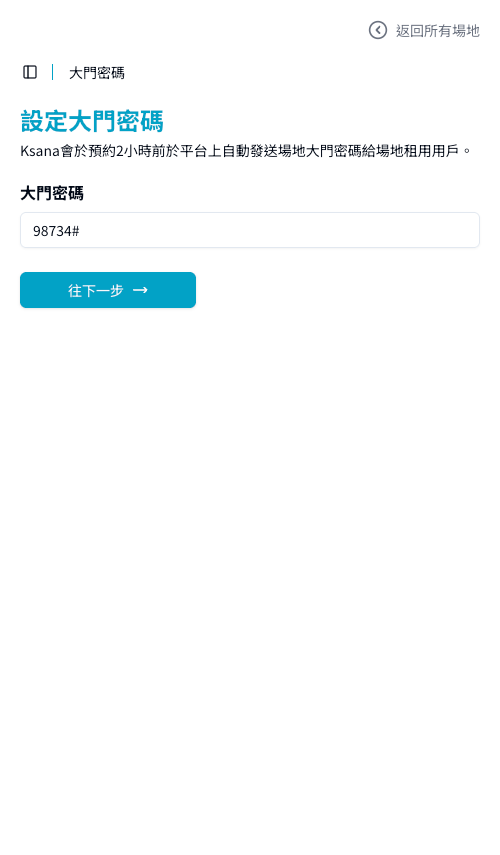 返回所有場地
大門密碼
設定大門密碼
Ksana會於預約2小時前於平台上自動發送場地大門密碼給場地租用用戶。
大門密碼
98734#
往下一步